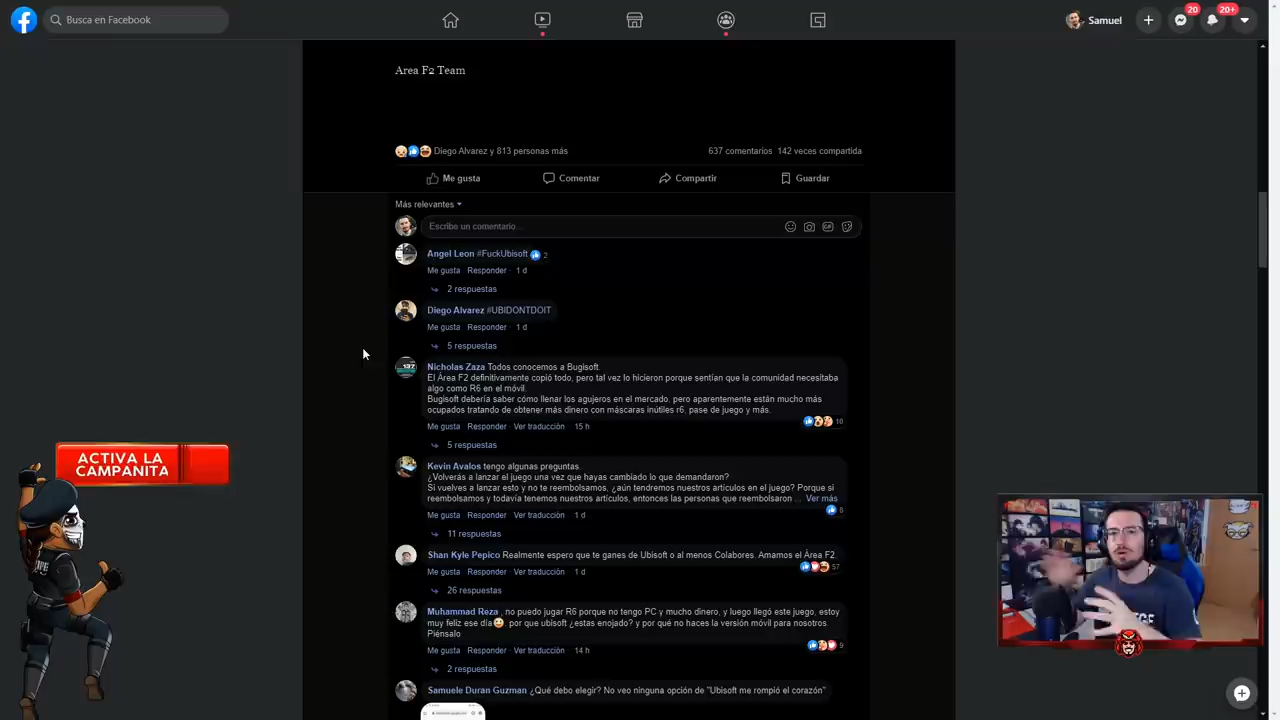 Busca en Facebook
Samuel
20
20+
Area F2 Team
Diego Alvarez y 813 personas más
637 comentarios 142 veces compartida
Me gusta Comentar Compartir Guardar
Más relevantes
Escribe un comentario...
GIF
Angel Leon #FuckUbisoft 2
Me gusta Responder · 1 d
2 respuestas
Diego Alvarez #UBIDONTDOIT
Me gusta Responder · 1 d
5 respuestas
Nicholas Zaza Todos conocemos a Bugisoft.
El Área F2 definitivamente copió todo, pero tal vez lo hicieron porque sentían que la comunidad necesitaba
algo como R6 en el móvil.
Bugisoft debería saber cómo llenar los agujeros en el mercado, pero aparentemente están mucho más
ocupados tratando de obtener más dinero con máscaras inútiles r6, pase de juego y más.
10
Me gusta Responder · Ver traducción · 15 h
5 respuestas
ACTIVA LA
CAMPANITA
Kevin Avalos tengo algunas preguntas
¿Volverás a lanzar el juego una vez que hayas cambiado lo que demandaron?
Si vuelves a lanzar esto y no te reembolsamos, ¿aún tendremos nuestros artículos en el juego? Porque si
reembolsamos y todavía tenemos nuestros artículos, entonces las personas que reembolsaron ... Ver más
8
Me gusta Responder · Ver traducción · 1 d
11 respuestas
Shan Kyle Pepico Realmente espero que te ganes de Ubisoft o al menos Colabores. Amamos el Área F2.
57
Me gusta Responder · Ver traducción · 1 d
26 respuestas
Muhammad Reza , no puedo jugar R6 porque no tengo PC y mucho dinero, y luego llegó este juego, estoy
muy feliz ese día😀, por que ubisoft ¿estas enojado? y por qué no haces la versión móvil para nosotros.
Piénsalo
9
Me gusta Responder · Ver traducción · 14 h
2 respuestas
Samuele Duran Guzman ¿Qué debo elegir? No veo ninguna opción de "Ubisoft me rompió el corazón"